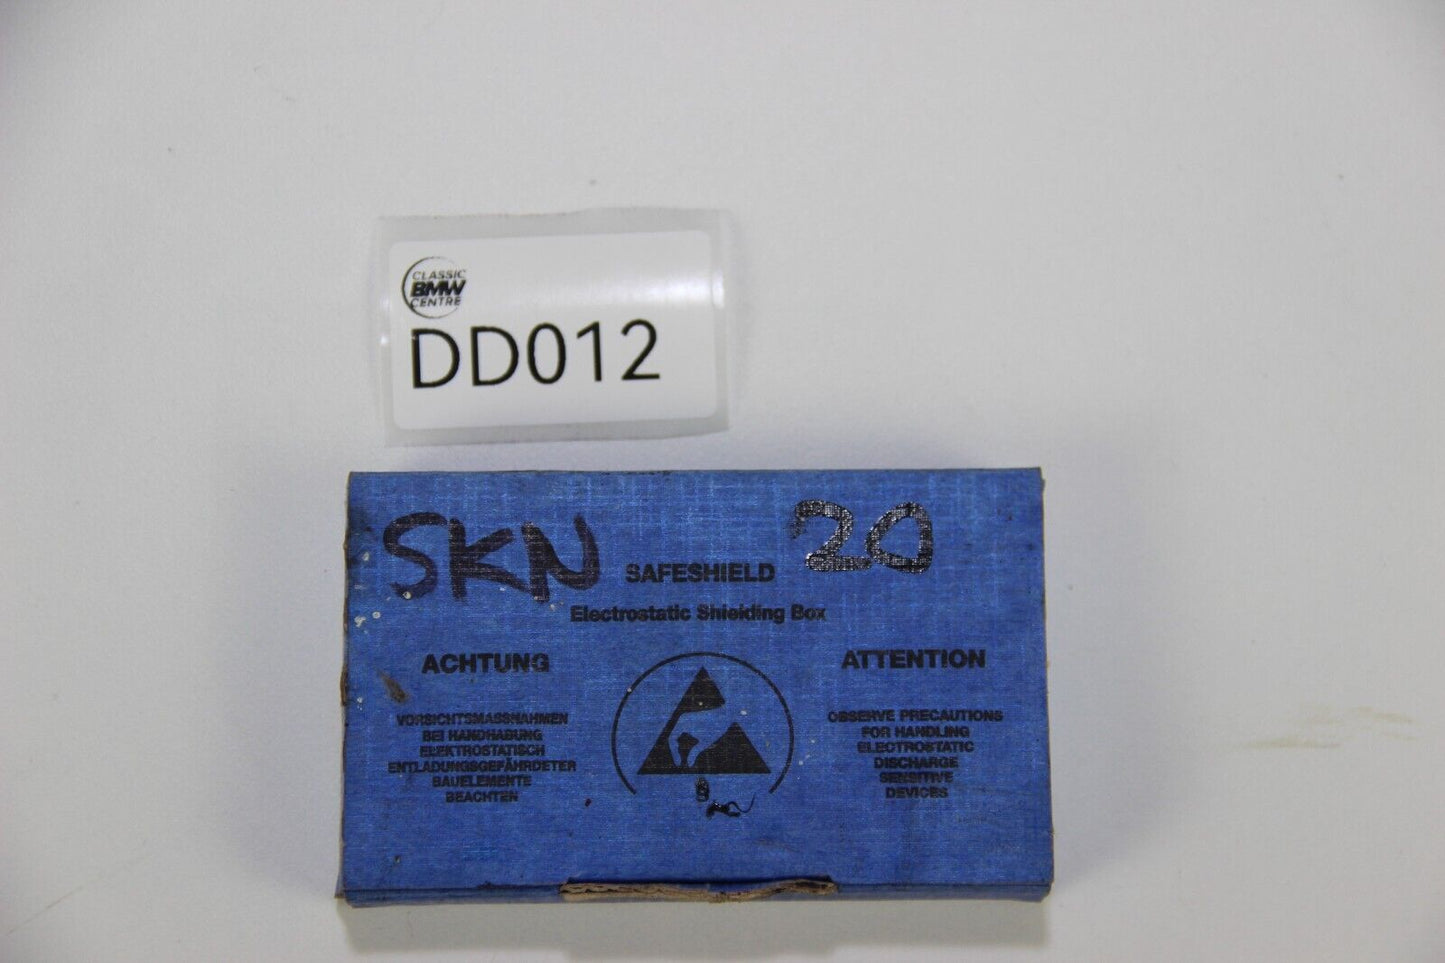 CLASSIC
BMW
CENTRE
DD012
SKN 20
SAFESHIELD
Electrostatic Shielding Box
ACHTUNG
VORSICHTSMASSNAHMEN
BEI HANDHABUNG
ELEKTROSTATISCH
ENTLADUNGSGEFÄHRDETER
BAUELEMENTE
BEACHTEN
ATTENTION
OBSERVE PRECAUTIONS
FOR HANDLING
ELECTROSTATIC
DISCHARGE
SENSITIVE
DEVICES